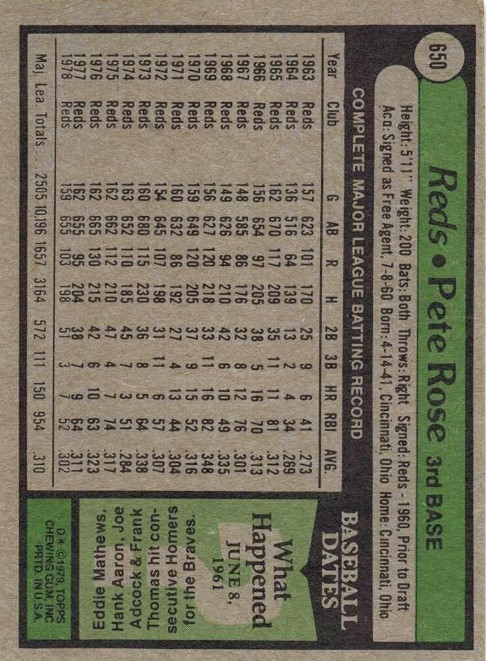 650
Reds • Pete Rose 3rd BASE
Height: 5'11" Weight: 200 Bats: Both Throws: Right Signed: Reds - 1960, Prior to Draft
Acq: Signed as Free Agent, 7-8-60 Born: 4-14-41, Cincinnati, Ohio Home: Cincinnati, Ohio
COMPLETE MAJOR LEAGUE BATTING RECORD
Year Club G AB R H 2B 3B HR RBI AVG.
1963 Reds 157 623 101 170 25 9 6 41 .273
1964 Reds 136 516 64 139 13 2 4 34 .269
1965 Reds 162 670 117 209 35 11 11 81 .312
1966 Reds 156 654 97 205 38 5 16 70 .313
1967 Reds 148 585 86 176 32 8 12 76 .301
1968 Reds 149 626 94 210 42 6 10 49 .335
1969 Reds 156 627 120 218 33 11 16 82 .348
1970 Reds 159 649 120 205 37 9 15 52 .316
1971 Reds 160 632 86 192 27 4 13 44 .304
1972 Reds 154 645 107 198 31 11 6 57 .307
1973 Reds 160 680 115 230 36 8 5 64 .338
1974 Reds 163 652 110 185 45 7 3 51 .284
1975 Reds 162 662 112 210 47 4 7 74 .317
1976 Reds 162 665 130 215 42 6 10 63 .323
1977 Reds 162 655 95 204 38 7 9 64 .311
1978 Reds 159 655 103 198 51 3 7 52 .302
Maj. Lea. Totals . . 2505 10,196 1657 3164 572 111 150 954 .310
BASEBALL
DATES
What
Happened
JUNE 8,
1961
Eddie Mathews,
Hank Aaron, Joe
Adcock & Frank
Thomas hit con-
secutive Homers
for the Braves.
D* © 1979, TOPPS
CHEWING GUM, INC
PRTD. IN U.S.A.